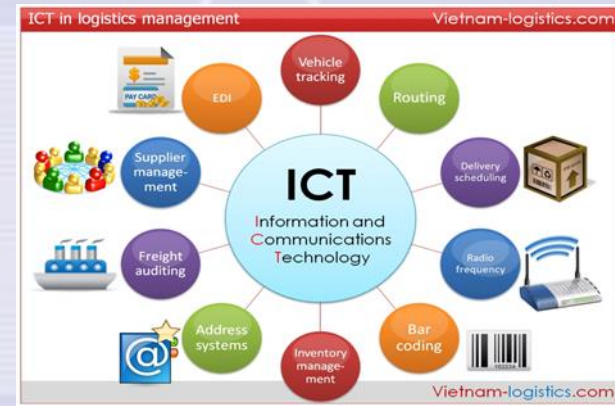 ICT in logistics management
Vietnam-logistics.com
Vehicle
tracking
Routing
Delivery
scheduling
Radio
frequency
Bar
coding
Inventory
manage-
ment
Address
systems
Freight
auditing
Supplier
manage-
ment
EDI
PAY CARD
ICT
Information and
Communications
Technology
Vietnam-logistics.com